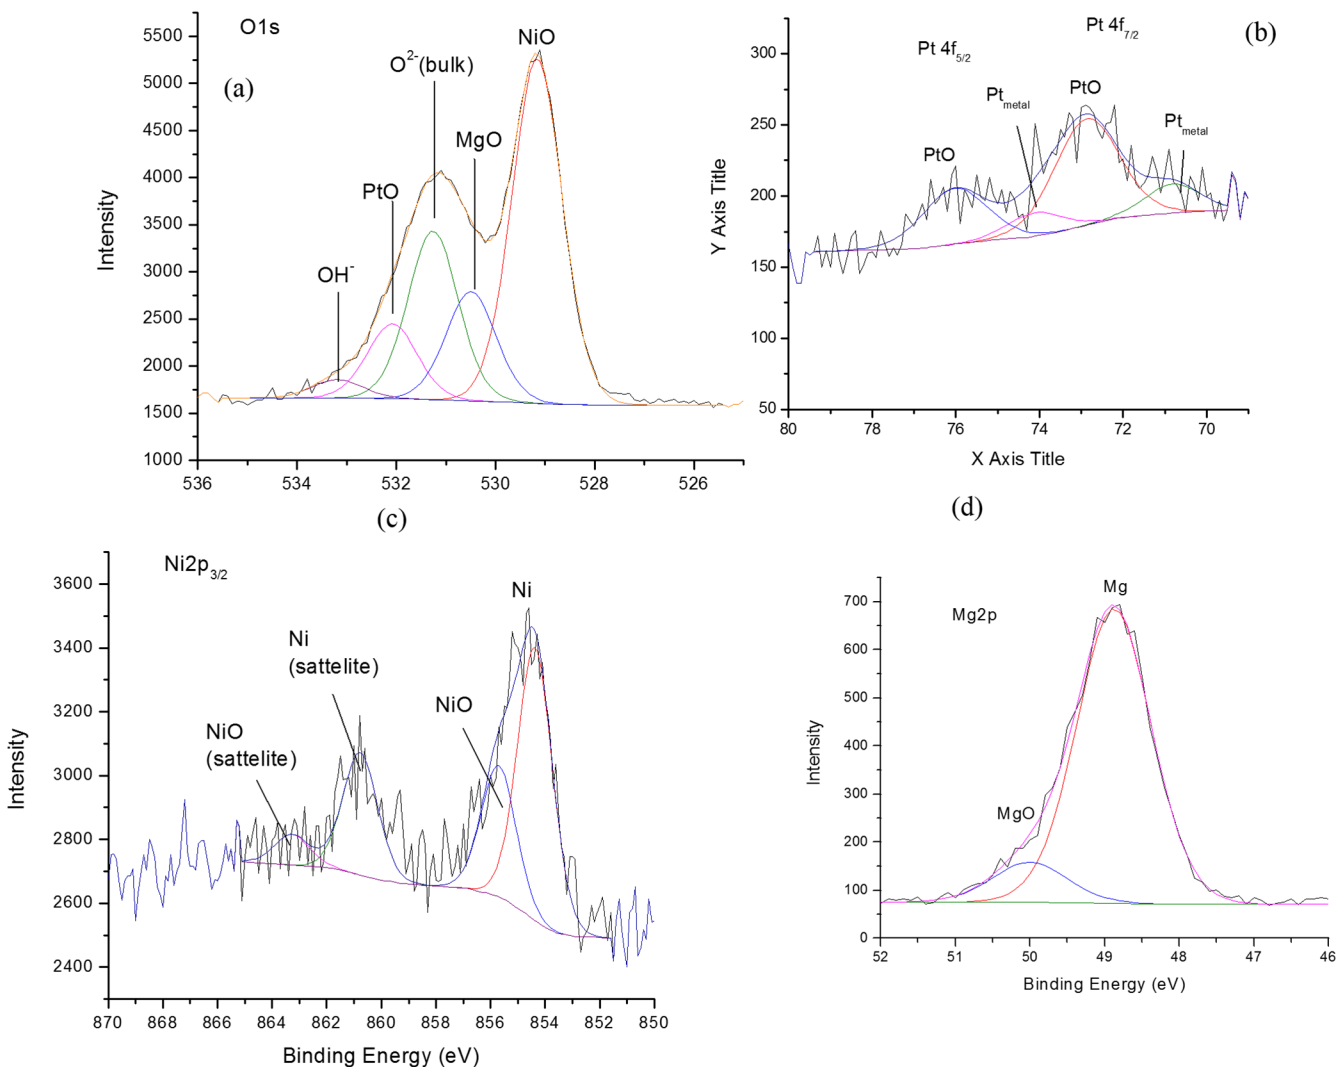 O1s
(a)
NiO
O2-(bulk)
MgO
PtO
OH-
Intensity
5500
5000
4500
4000
3500
3000
2500
2000
1500
1000
536
534
532
530
528
526
(b)
Pt 4f7/2
Pt 4f5/2
Ptmetal
PtO
Ptmetal
PtO
Y Axis Title
300
250
200
150
100
50
80
78
76
74
72
70
X Axis Title
(c)
Ni2p3/2
Ni
Ni
(sattelite)
NiO
NiO
(sattelite)
Intensity
3600
3400
3200
3000
2800
2600
2400
870
868
866
864
862
860
858
856
854
852
850
Binding Energy (eV)
(d)
Mg
Mg2p
MgO
Intensity
700
600
500
400
300
200
100
0
52
51
50
49
48
47
46
Binding Energy (eV)